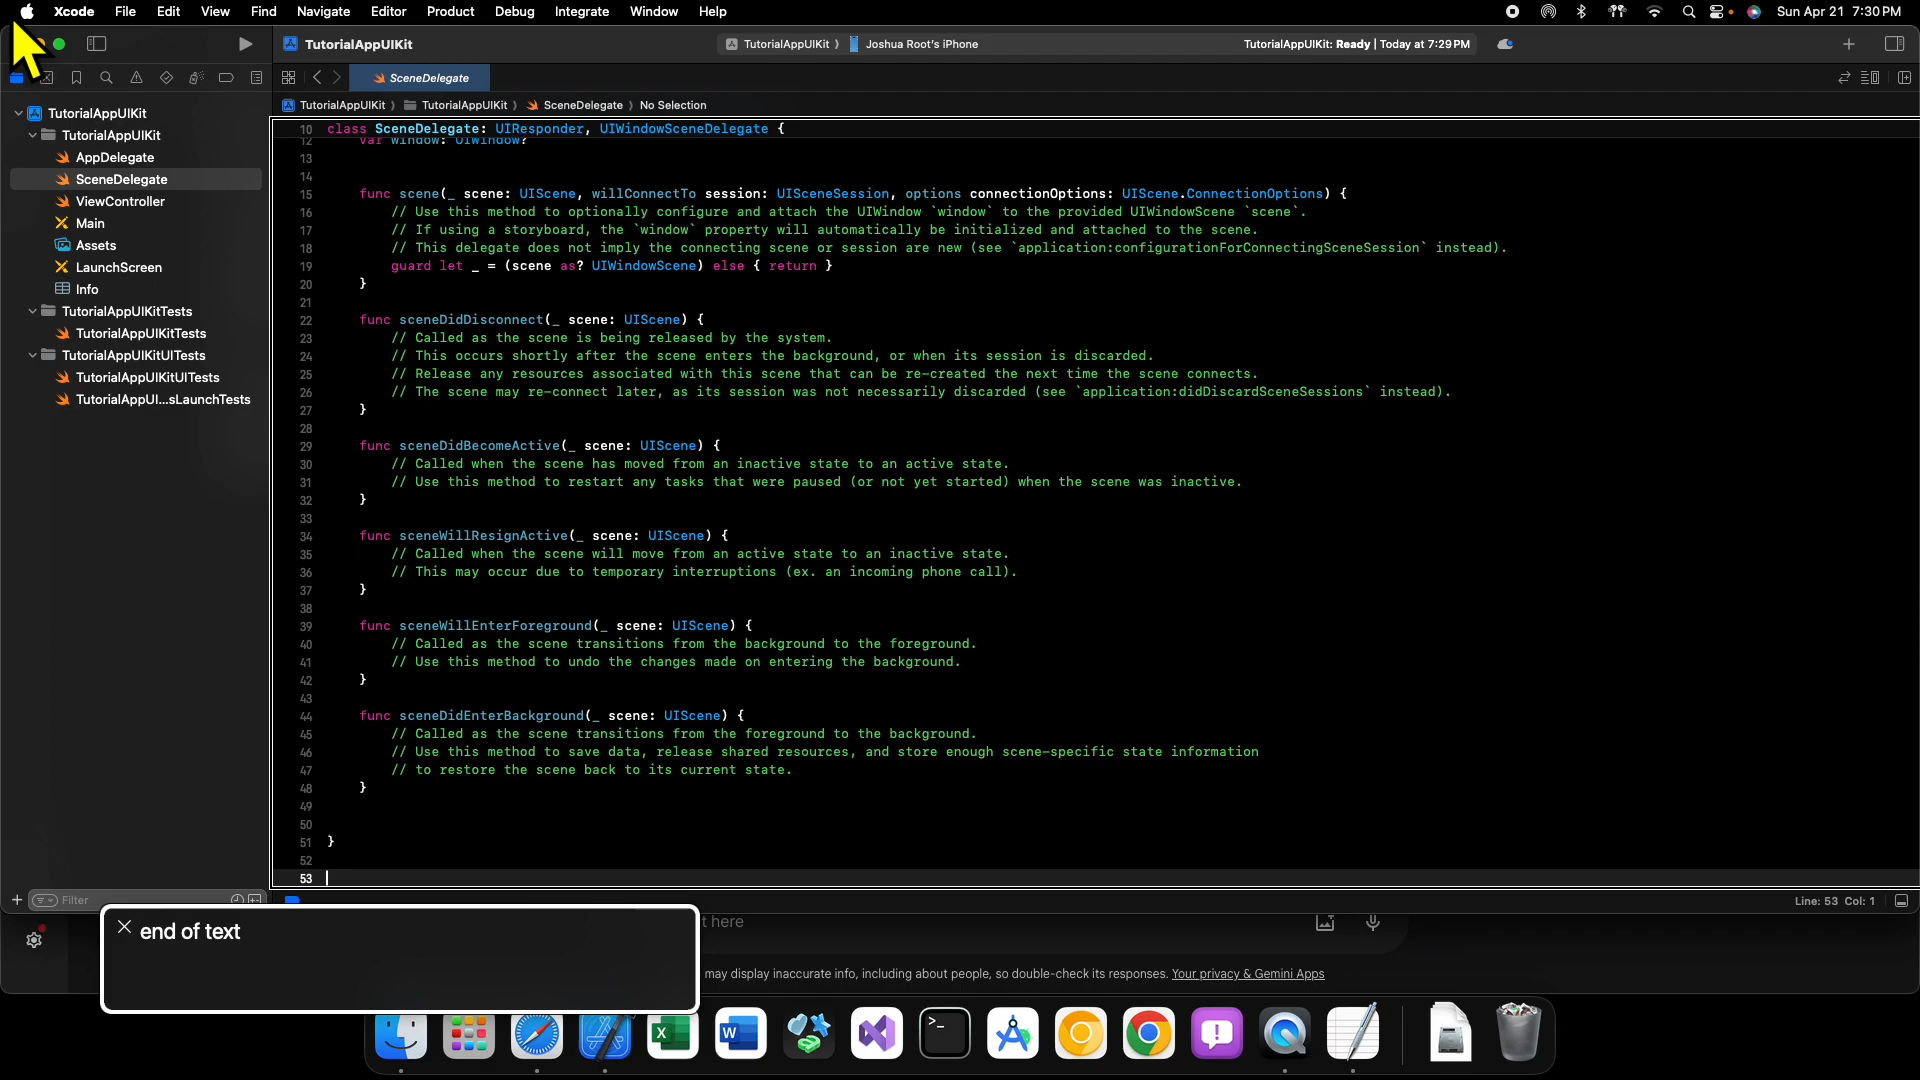 Xcode File Edit View Find Navigate Editor Product Debug Integrate Window Help Sun Apr 21 7:30 PM
TutorialAppUIKit TutorialAppUIKit Joshua Root's iPhone TutorialAppUIKit: Ready | Today at 7:29 PM
SceneDelegate
TutorialAppUIKit TutorialAppUIKit SceneDelegate No Selection
TutorialAppUIKit
TutorialAppUIKit
AppDelegate
SceneDelegate
ViewController
Main
Assets
LaunchScreen
Info
TutorialAppUIKitTests
TutorialAppUIKitTests
TutorialAppUIKitUITests
TutorialAppUIKitUITests
TutorialAppUI...sLaunchTests
Filter
10 class SceneDelegate: UIResponder, UIWindowSceneDelegate {
12 var window: UIWindow?
13
14
15 func scene(_ scene: UIScene, willConnectTo session: UISceneSession, options connectionOptions: UIScene.ConnectionOptions) {
16 // Use this method to optionally configure and attach the UIWindow `window` to the provided UIWindowScene `scene`.
17 // If using a storyboard, the `window` property will automatically be initialized and attached to the scene.
18 // This delegate does not imply the connecting scene or session are new (see `application:configurationForConnectingSceneSession` instead).
19 guard let _ = (scene as? UIWindowScene) else { return }
20 }
21
22 func sceneDidDisconnect(_ scene: UIScene) {
23 // Called as the scene is being released by the system.
24 // This occurs shortly after the scene enters the background, or when its session is discarded.
25 // Release any resources associated with this scene that can be re-created the next time the scene connects.
26 // The scene may re-connect later, as its session was not necessarily discarded (see `application:didDiscardSceneSessions` instead).
27 }
28
29 func sceneDidBecomeActive(_ scene: UIScene) {
30 // Called when the scene has moved from an inactive state to an active state.
31 // Use this method to restart any tasks that were paused (or not yet started) when the scene was inactive.
32 }
33
34 func sceneWillResignActive(_ scene: UIScene) {
35 // Called when the scene will move from an active state to an inactive state.
36 // This may occur due to temporary interruptions (ex. an incoming phone call).
37 }
38
39 func sceneWillEnterForeground(_ scene: UIScene) {
40 // Called as the scene transitions from the background to the foreground.
41 // Use this method to undo the changes made on entering the background.
42 }
43
44 func sceneDidEnterBackground(_ scene: UIScene) {
45 // Called as the scene transitions from the foreground to the background.
46 // Use this method to save data, release shared resources, and store enough scene-specific state information
47 // to restore the scene back to its current state.
48 }
49
50
51 }
52
53
Line: 53 Col: 1
end of text
t here
may display inaccurate info, including about people, so double-check its responses. Your privacy & Gemini Apps